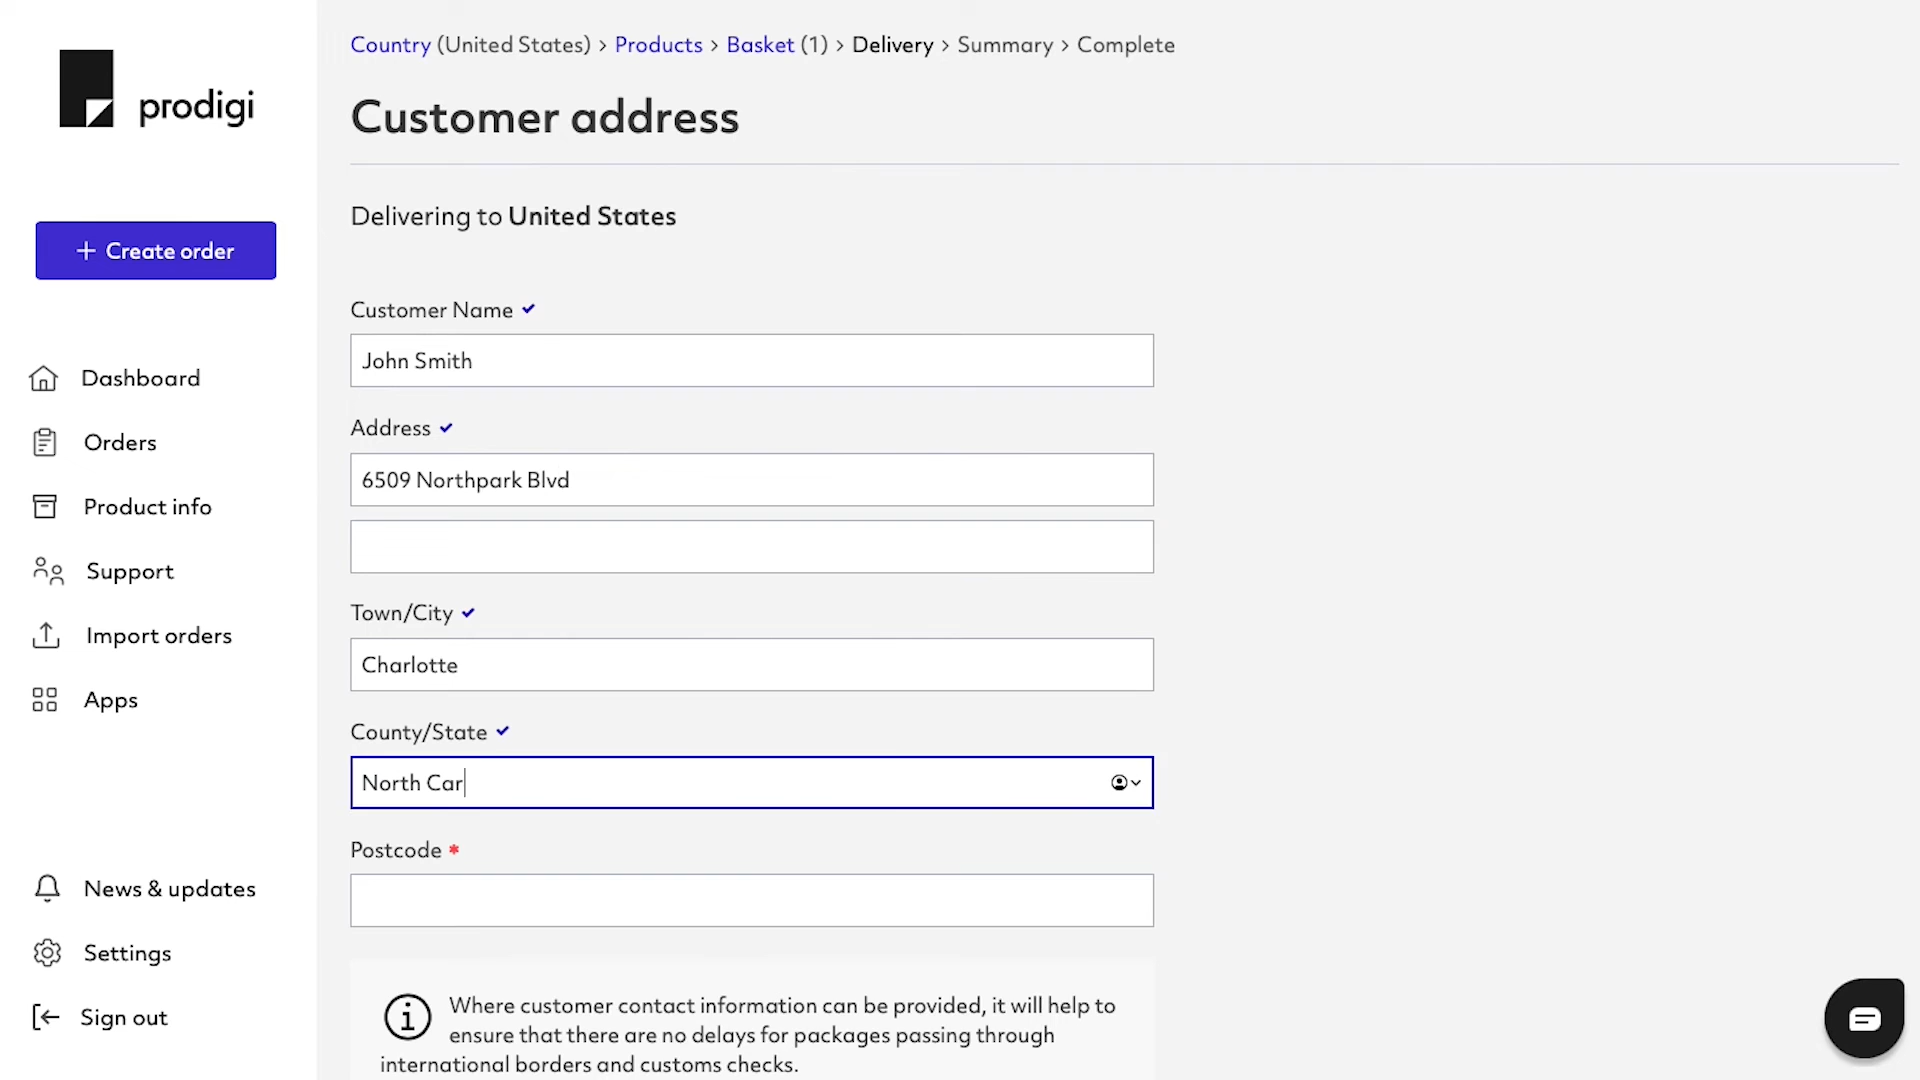 prodigi
Create order
Dashboard
Orders
Product info
Support
Import orders
Apps
News & updates
Settings
Sign out
Country (United States) › Products › Basket (1) › Delivery › Summary › Complete
Customer address
Delivering to United States
Customer Name
John Smith
Address
6509 Northpark Blvd
Town/City
Charlotte
County/State
North Car
Postcode *
Where customer contact information can be provided, it will help to
ensure that there are no delays for packages passing through
international borders and customs checks.